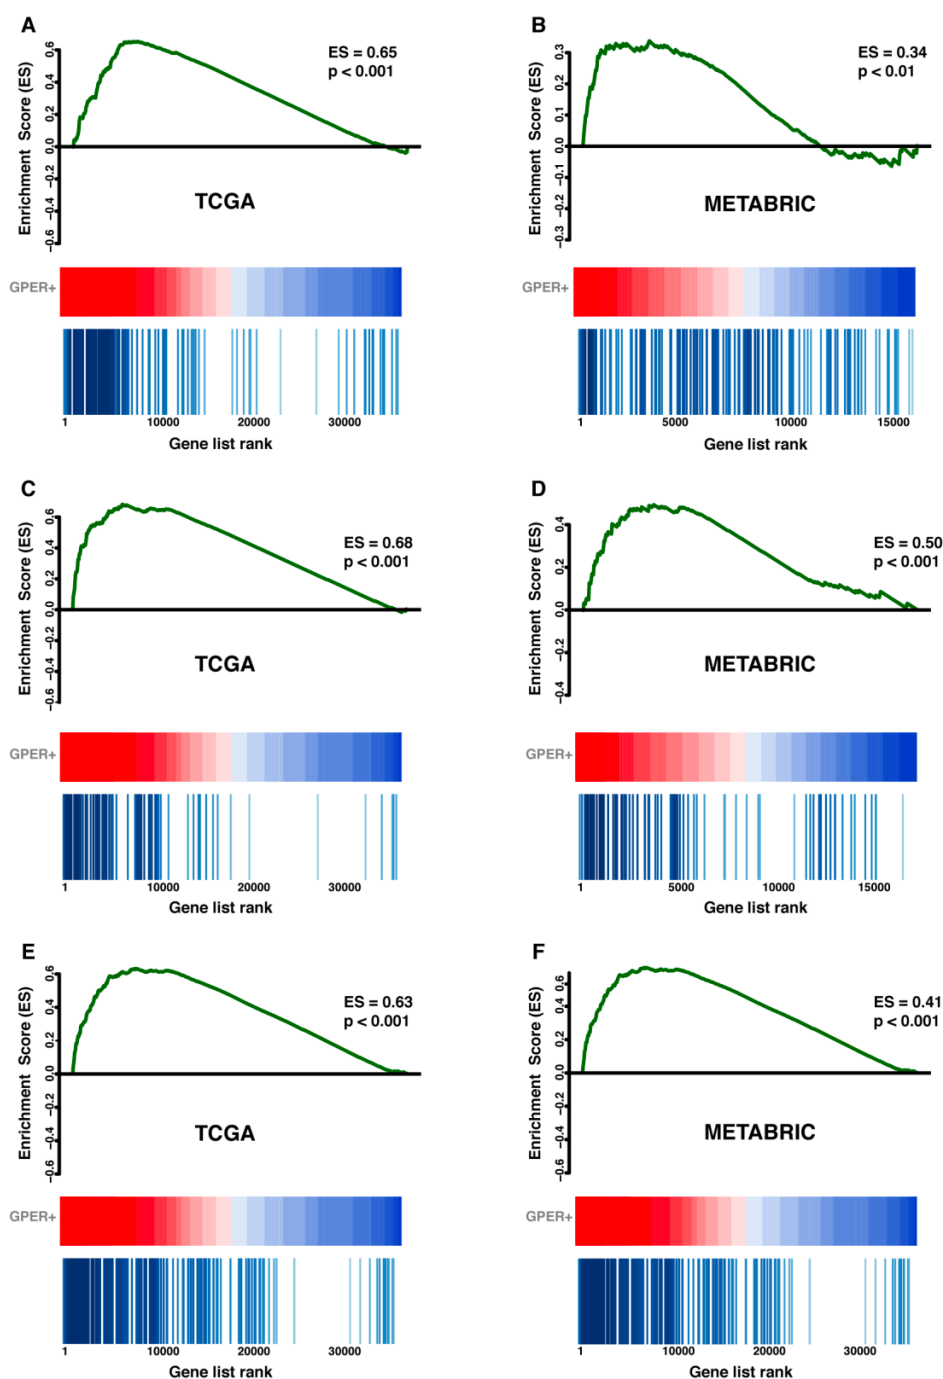 A
Enrichment Score (ES)
0.6
0.4
0.2
0.0
−0.2
−0.4
−0.6
ES = 0.65
p < 0.001
TCGA
GPER+
1 10000 20000 30000
Gene list rank
B
Enrichment Score (ES)
0.3
0.2
0.1
0.0
−0.1
−0.2
−0.3
ES = 0.34
p < 0.01
METABRIC
GPER+
1 5000 10000 15000
Gene list rank
C
Enrichment Score (ES)
0.6
0.4
0.2
0.0
−0.2
−0.4
−0.6
ES = 0.68
p < 0.001
TCGA
GPER+
1 10000 20000 30000
Gene list rank
D
Enrichment Score (ES)
0.4
0.2
0.0
−0.2
−0.4
ES = 0.50
p < 0.001
METABRIC
GPER+
1 5000 10000 15000
Gene list rank
E
Enrichment Score (ES)
0.6
0.4
0.2
0.0
−0.2
−0.4
−0.6
ES = 0.63
p < 0.001
TCGA
GPER+
1 10000 20000 30000
Gene list rank
F
Enrichment Score (ES)
0.6
0.4
0.2
0.0
−0.2
−0.4
−0.6
ES = 0.41
p < 0.001
METABRIC
GPER+
1 10000 20000 30000
Gene list rank